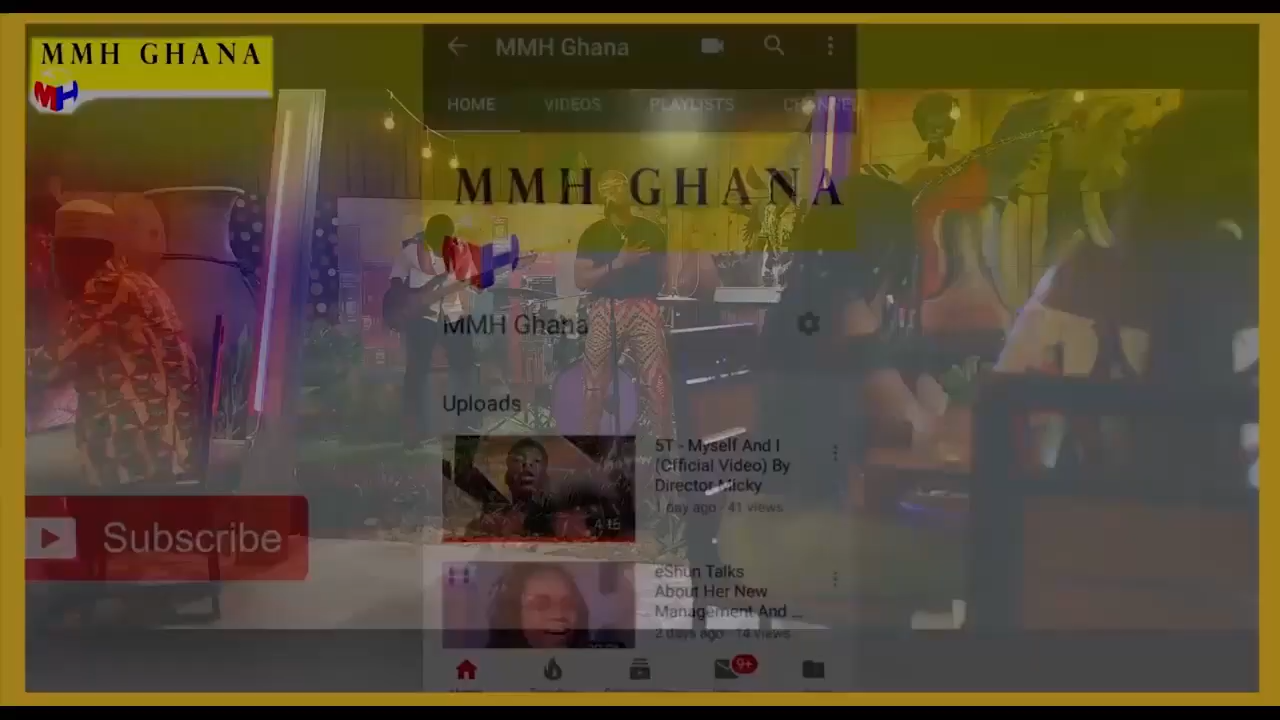 MMH GHANA
MH
MMH Ghana
HOME VIDEOS PLAYLISTS
MMH GHANA
MH
MMH Ghana
Uploads
5T - Myself And I
(Official Video) By
Director Micky
1 day ago · 41 views
4:15
Subscribe
eShun Talks
About Her New
Management And ...
2 days ago · 14 views
9+